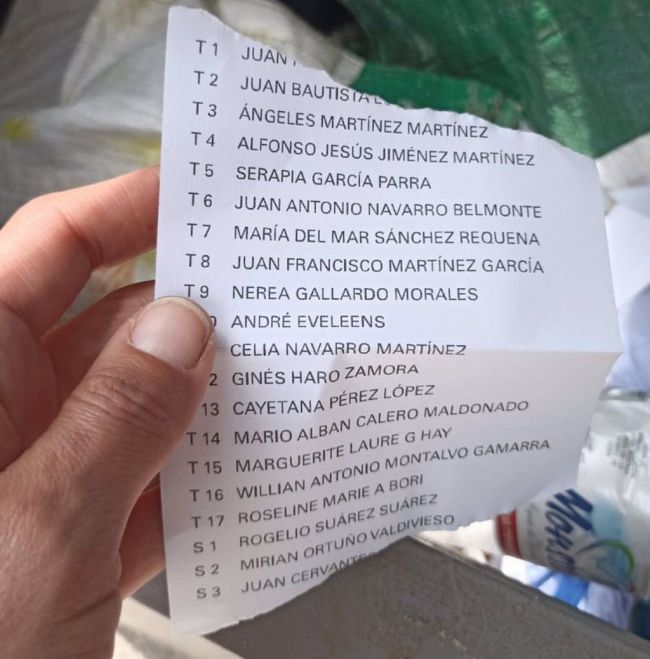 T 1 JUAN
T 2 JUAN BAUTISTA
T 3 ÁNGELES MARTÍNEZ MARTÍNEZ
T 4 ALFONSO JESÚS JIMÉNEZ MARTÍNEZ
T 5 SERAPIA GARCÍA PARRA
T 6 JUAN ANTONIO NAVARRO BELMONTE
T 7 MARÍA DEL MAR SÁNCHEZ REQUENA
T 8 JUAN FRANCISCO MARTÍNEZ GARCÍA
T 9 NEREA GALLARDO MORALES
ANDRÉ EVELEENS
CELIA NAVARRO MARTÍNEZ
2 GINÉS HARO ZAMORA
13 CAYETANA PÉREZ LÓPEZ
T 14 MARIO ALBAN CALERO MALDONADO
T 15 MARGUERITE LAURE G HAY
T 16 WILLIAN ANTONIO MONTALVO GAMARRA
T 17 ROSELINE MARIE A BORI
S 1 ROGELIO SUÁREZ SUÁREZ
S 2 MIRIAN ORTUÑO VALDIVIESO
S 3 JUAN CERVANTES